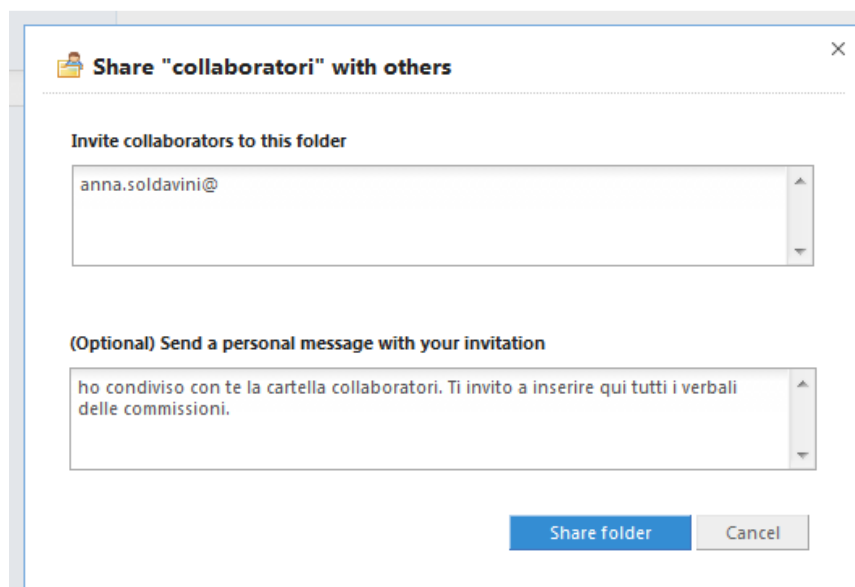 Share "collaboratori" with others
Invite collaborators to this folder
anna.soldavini@
(Optional) Send a personal message with your invitation
ho condiviso con te la cartella collaboratori. Ti invito a inserire qui tutti i verbali
delle commissioni.
Share folder
Cancel